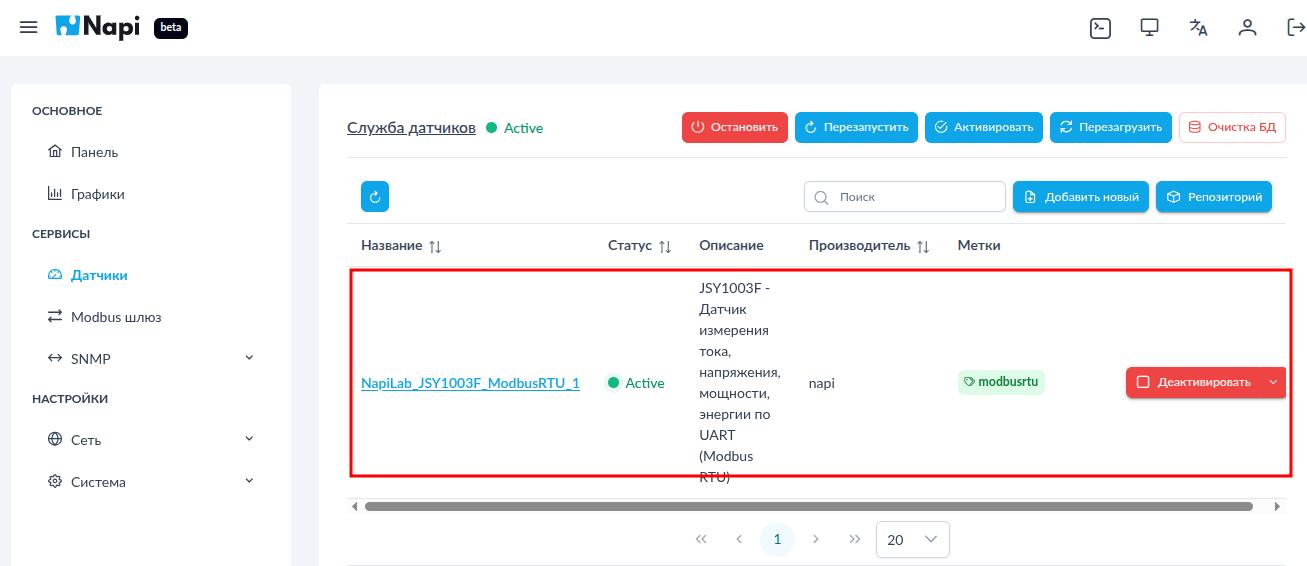 Napi beta
ОСНОВНОЕ
Панель
Графики
СЕРВИСЫ
Датчики
Modbus шлюз
SNMP
НАСТРОЙКИ
Сеть
Система
Служба датчиков Active Остановить Перезапустить Активировать Перезагрузить Очистка БД
Поиск Добавить новый Репозиторий
Название Статус Описание Производитель Метки
NapiLab_JSY1003F_ModbusRTU_1 Active
JSY1003F -
Датчик
измерения
тока,
напряжения,
мощности,
энергии по
UART
(Modbus
RTU)
napi modbusrtu Деактивировать
1 20